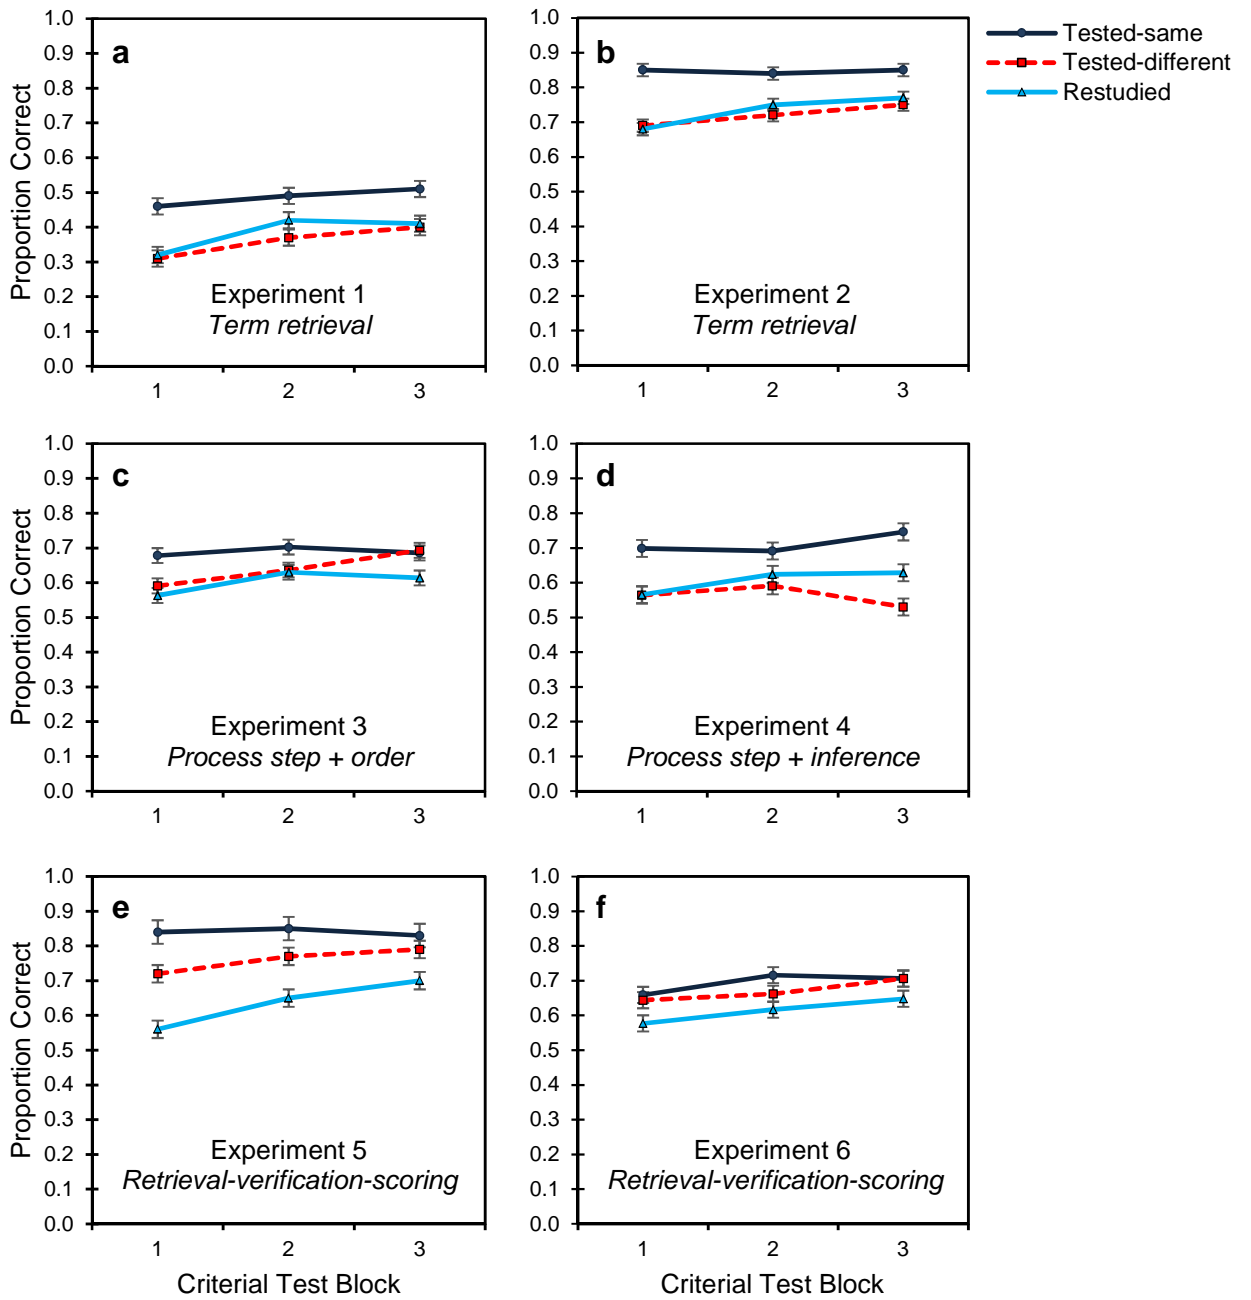 Tested-same
Tested-different
Restudied
a
Proportion Correct
1.0
0.9
0.8
0.7
0.6
0.5
0.4
0.3
0.2
0.1
0.0
Experiment 1
Term retrieval
1 2 3
b
1.0
0.9
0.8
0.7
0.6
0.5
0.4
0.3
0.2
0.1
0.0
Experiment 2
Term retrieval
1 2 3
c
Proportion Correct
1.0
0.9
0.8
0.7
0.6
0.5
0.4
0.3
0.2
0.1
0.0
Experiment 3
Process step + order
1 2 3
d
1.0
0.9
0.8
0.7
0.6
0.5
0.4
0.3
0.2
0.1
0.0
Experiment 4
Process step + inference
1 2 3
e
Proportion Correct
1.0
0.9
0.8
0.7
0.6
0.5
0.4
0.3
0.2
0.1
0.0
Experiment 5
Retrieval-verification-scoring
1 2 3
Criterial Test Block
f
1.0
0.9
0.8
0.7
0.6
0.5
0.4
0.3
0.2
0.1
0.0
Experiment 6
Retrieval-verification-scoring
1 2 3
Criterial Test Block